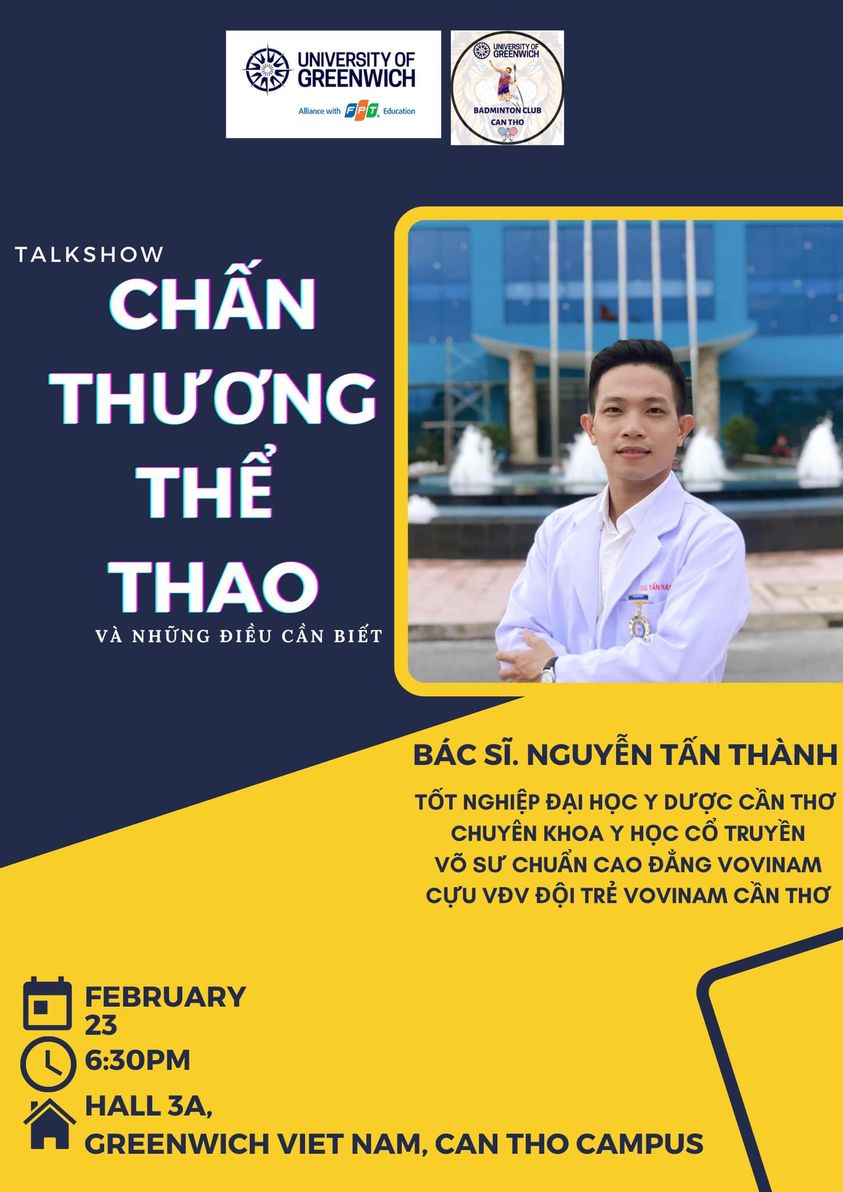 UNIVERSITY OF
GREENWICH
Alliance with FPT Education
UNIVERSITY OF
GREENWICH
BADMINTON CLUB
CAN THO
TALKSHOW
CHẤN
THƯƠNG
THỂ
THAO
VÀ NHỮNG ĐIỀU CẦN BIẾT
BÁC SĨ. NGUYỄN TẤN THÀNH
TỐT NGHIỆP ĐẠI HỌC Y DƯỢC CẦN THƠ
CHUYÊN KHOA Y HỌC CỔ TRUYỀN
VÕ SƯ CHUẨN CAO ĐẲNG VOVINAM
CỰU VĐV ĐỘI TRẺ VOVINAM CẦN THƠ
FEBRUARY
23
6:30PM
HALL 3A,
GREENWICH VIET NAM, CAN THO CAMPUS